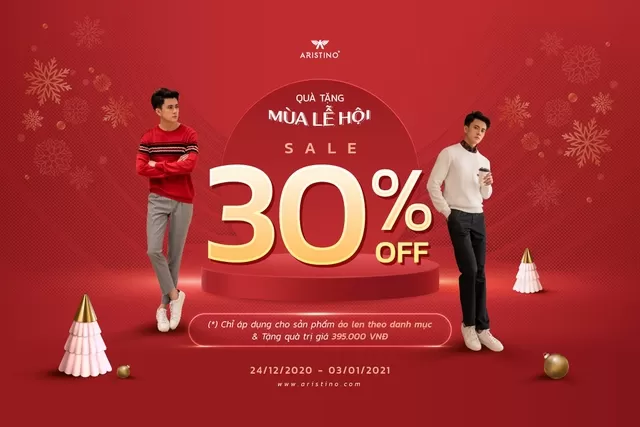 ARISTINO
QUÀ TẶNG
MÙA LỄ HỘI
SALE
30%
OFF
(*) Chỉ áp dụng cho sản phẩm áo len theo danh mục
& Tặng quà trị giá 395.000 VNĐ
24/12/2020 – 03/01/2021
www.aristino.com